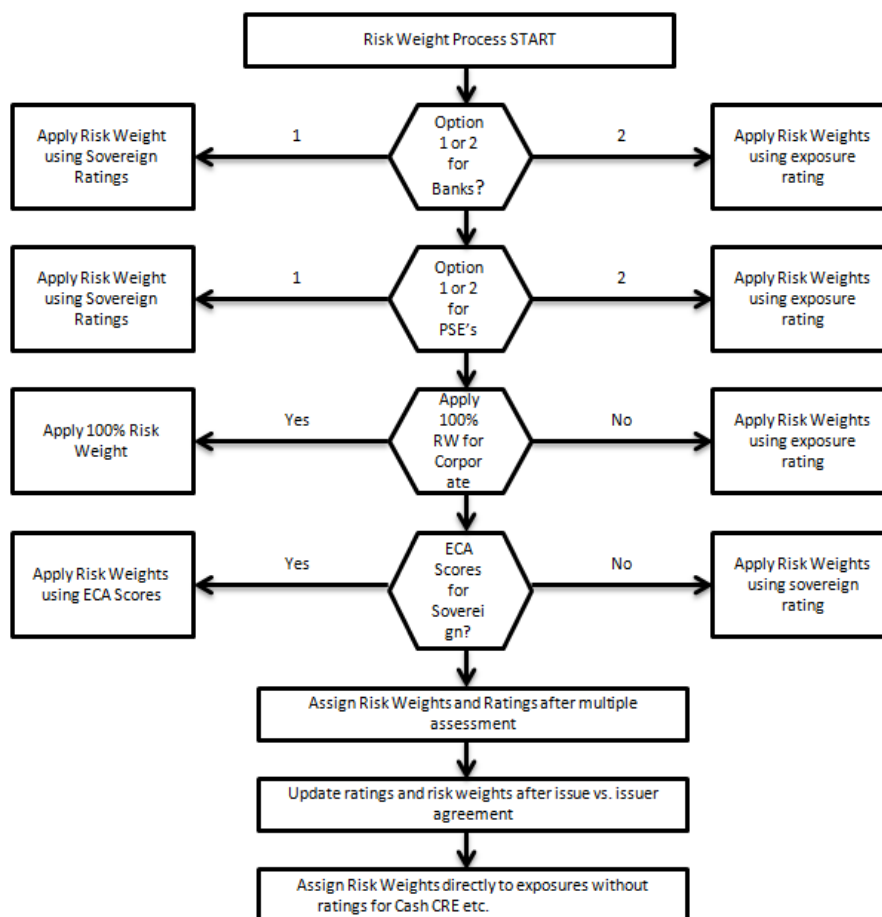 Risk Weight Process START
Apply Risk Weight
using Sovereign
Ratings
1
Option
1 or 2
for
Banks?
2
Apply Risk Weights
using exposure
rating
Apply Risk Weight
using Sovereign
Ratings
1
Option
1 or 2
for
PSE's
2
Apply Risk Weights
using exposure
rating
Apply 100% Risk
Weight
Yes
Apply
100%
RW for
Corpor
ate
No
Apply Risk Weights
using exposure
rating
Apply Risk Weights
using ECA Scores
Yes
ECA
Scores
for
Soverei
gn?
No
Apply Risk Weights
using sovereign
rating
Assign Risk Weights and Ratings after multiple
assessment
Update ratings and risk weights after issue vs. issuer
agreement
Assign Risk Weights directly to exposures without
ratings for Cash CRE etc.